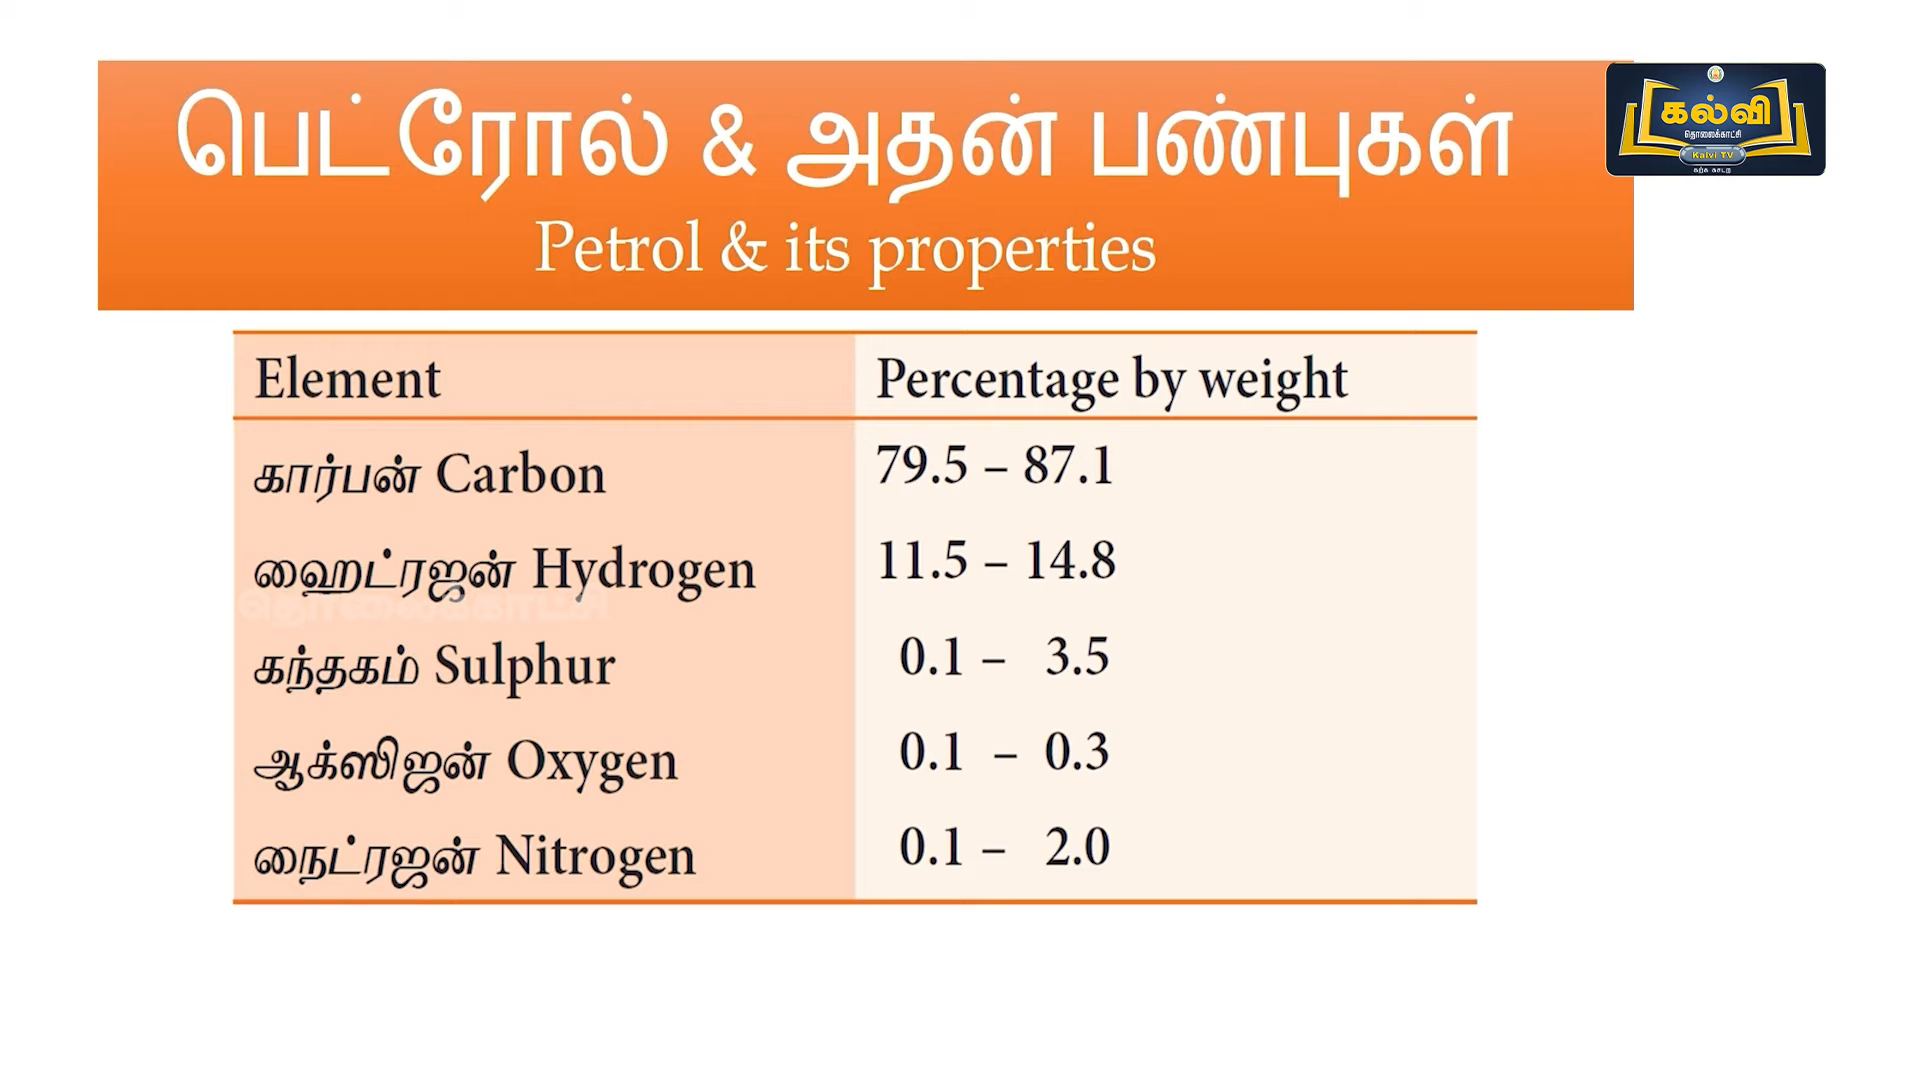 பெட்ரோல் & அதன் பண்புகள்
Petrol & its properties
கல்வி
தொலைக்காட்சி
Kalvi TV
கற்க கசடற
Element Percentage by weight
கார்பன் Carbon 79.5 – 87.1
ஹைட்ரஜன் Hydrogen 11.5 – 14.8
தொலைக்காட்சி
கந்தகம் Sulphur 0.1 – 3.5
ஆக்ஸிஜன் Oxygen 0.1 – 0.3
நைட்ரஜன் Nitrogen 0.1 – 2.0